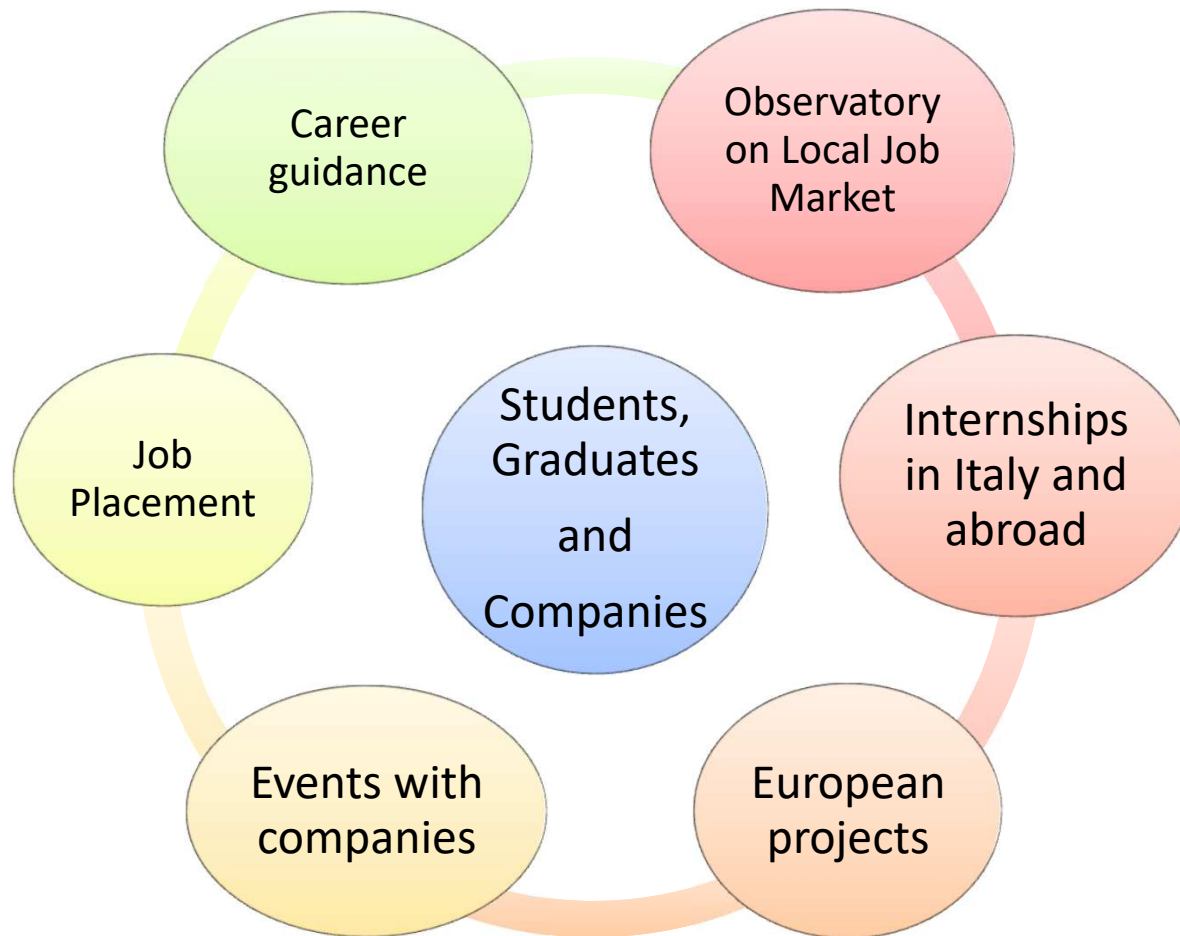 Career
guidance
Observatory
on Local Job
Market
Job
Placement
Students,
Graduates
and
Companies
Internships
in Italy and
abroad
Events with
companies
European
projects